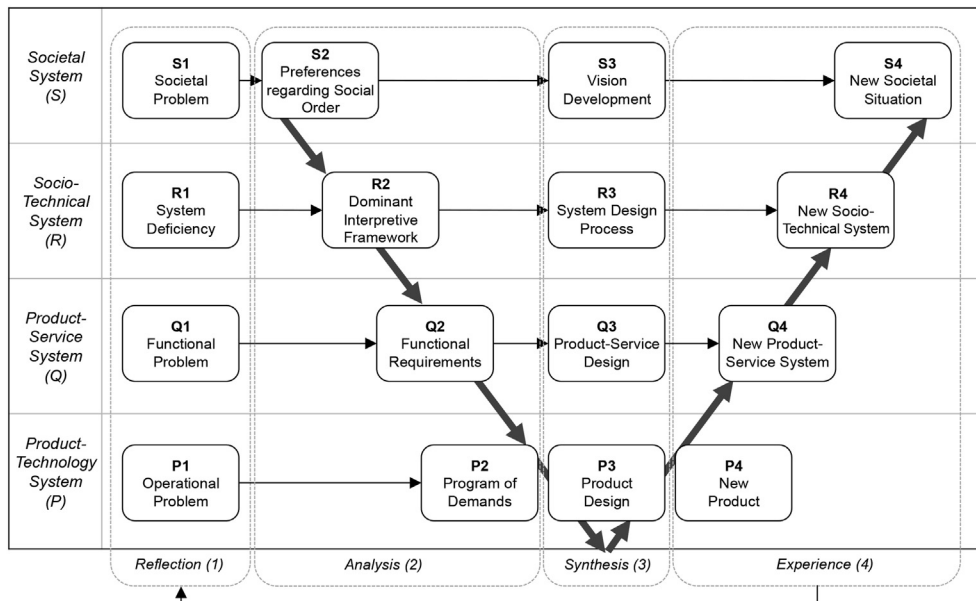 Societal
System
(S)
S1
Societal
Problem
S2
Preferences
regarding Social
Order
S3
Vision
Development
S4
New Societal
Situation
Socio-
Technical
System
(R)
R1
System
Deficiency
R2
Dominant
Interpretive
Framework
R3
System Design
Process
R4
New Socio-
Technical System
Product-
Service
System
(Q)
Q1
Functional
Problem
Q2
Functional
Requirements
Q3
Product-Service
Design
Q4
New Product-
Service System
Product-
Technology
System
(P)
P1
Operational
Problem
P2
Program of
Demands
P3
Product
Design
P4
New
Product
Reflection (1)
Analysis (2)
Synthesis (3)
Experience (4)